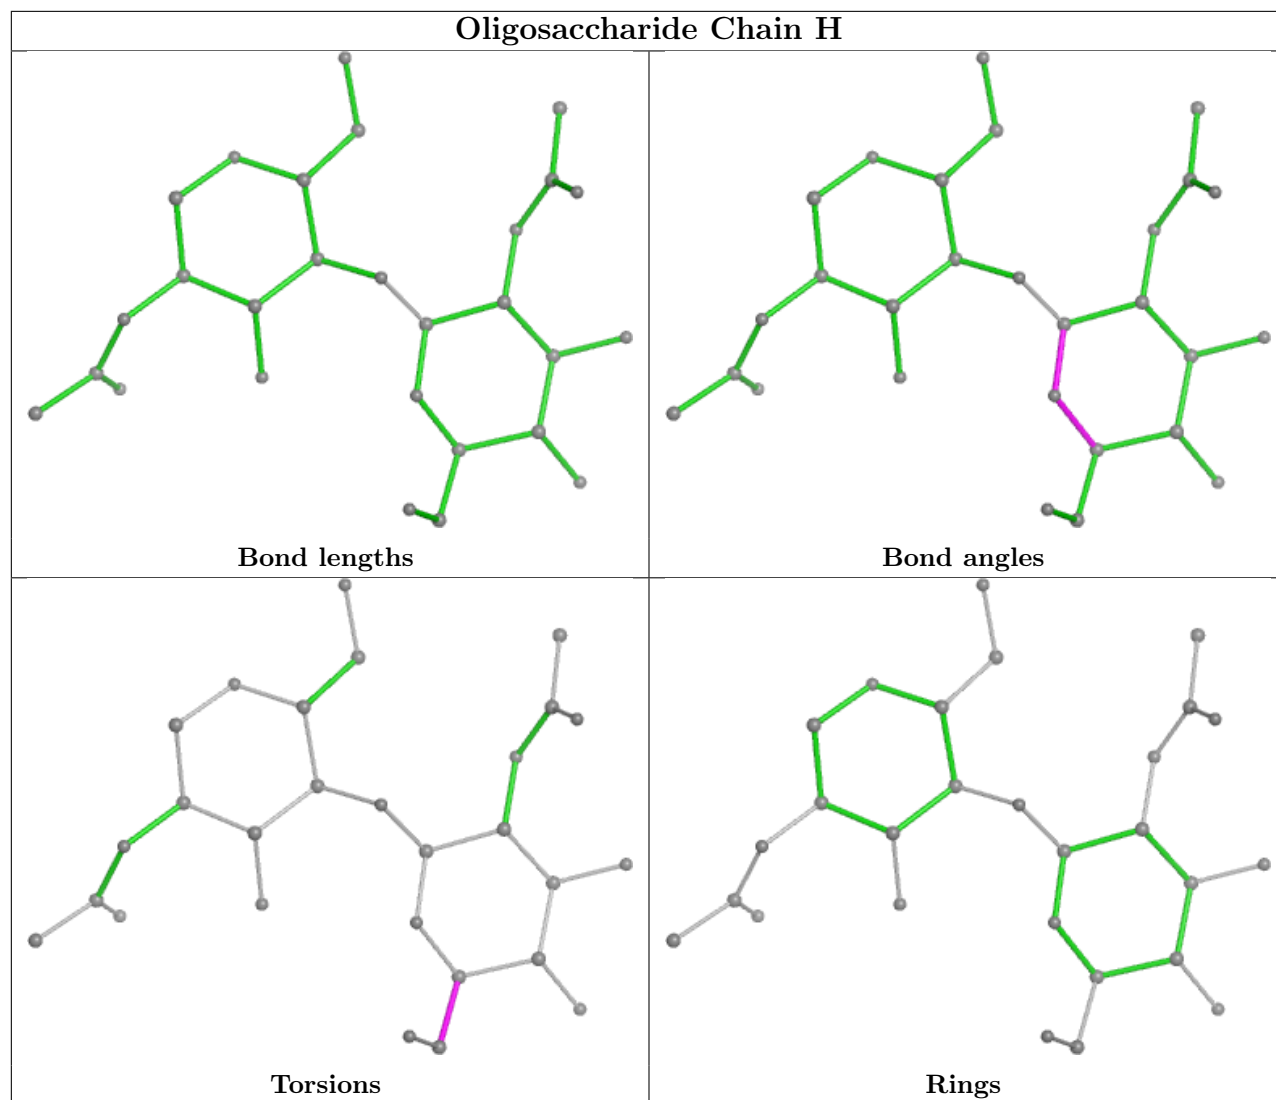 Oligosaccharide Chain H
Bond lengths
Bond angles
Torsions
Rings